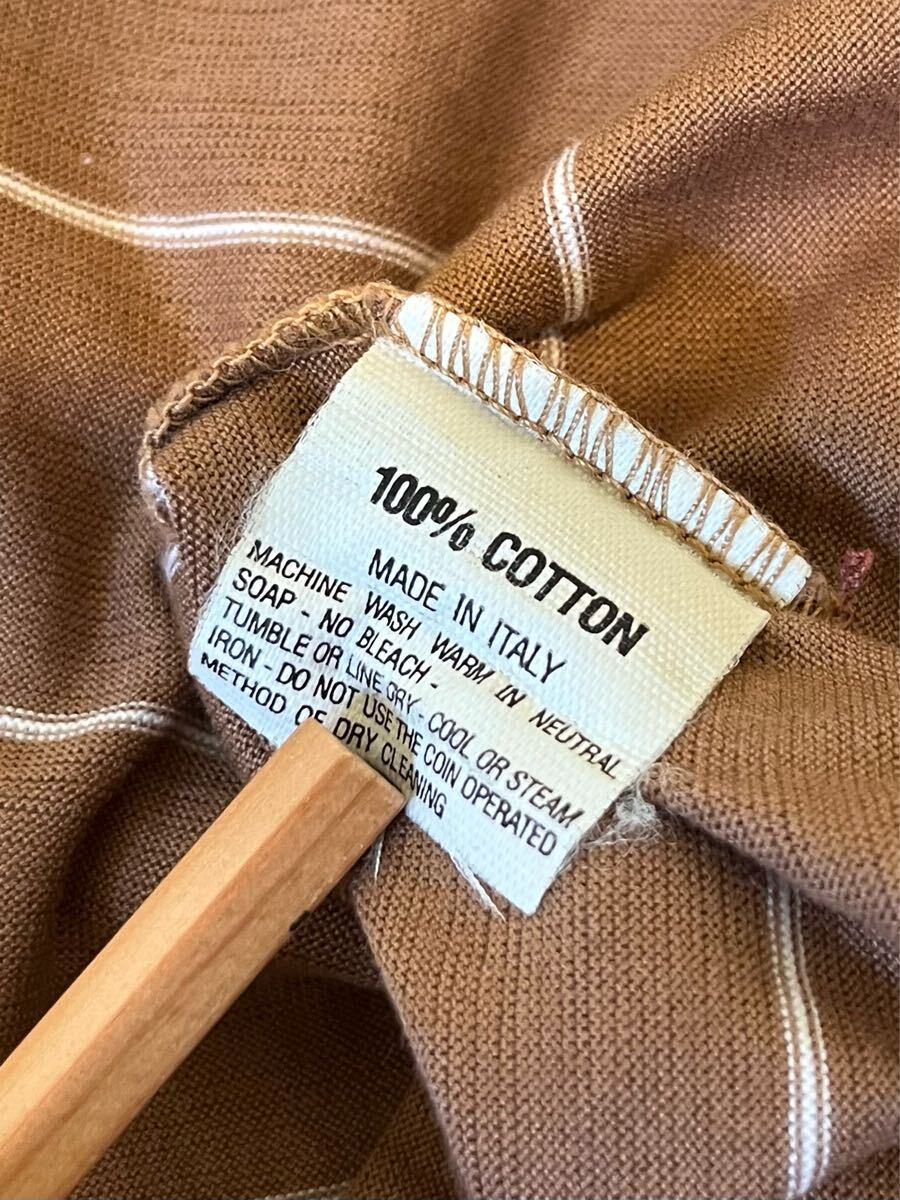 100% COTTON
MADE IN ITALY
MACHINE WASH WARM IN NEUTRAL
SOAP - NO BLEACH -
TUMBLE OR LINE DRY - COOL OR STEAM
IRON - DO NOT USE THE COIN OPERATED
METHOD OF DRY CLEANING